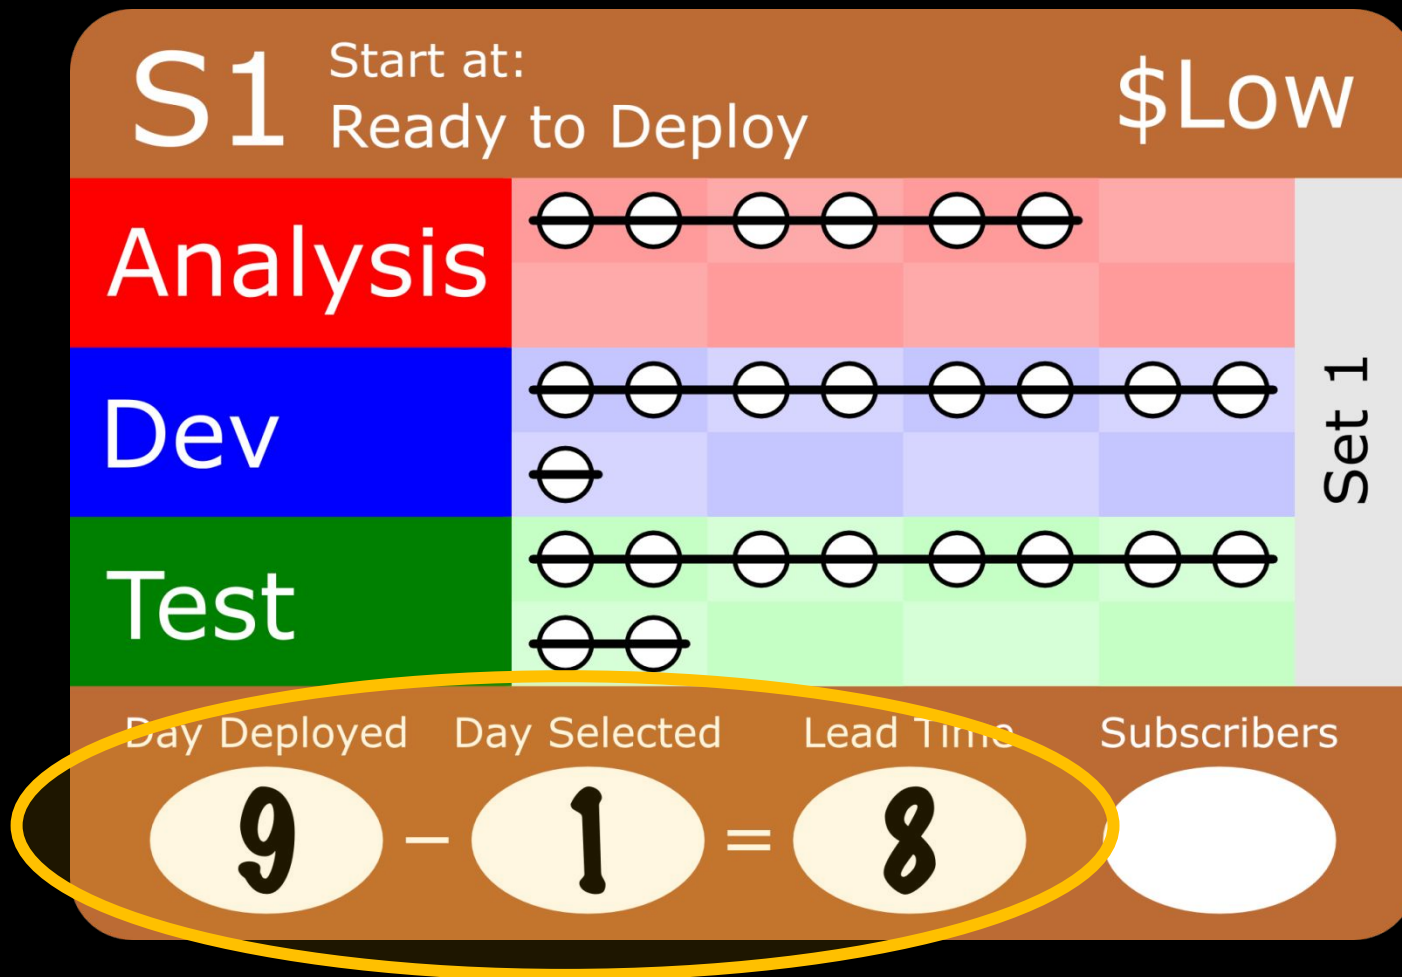 S1 Start at: $Low
Ready to Deploy
Analysis
Dev
Test
Set 1
Day Deployed Day Selected Lead Time Subscribers
9 – 1 = 8